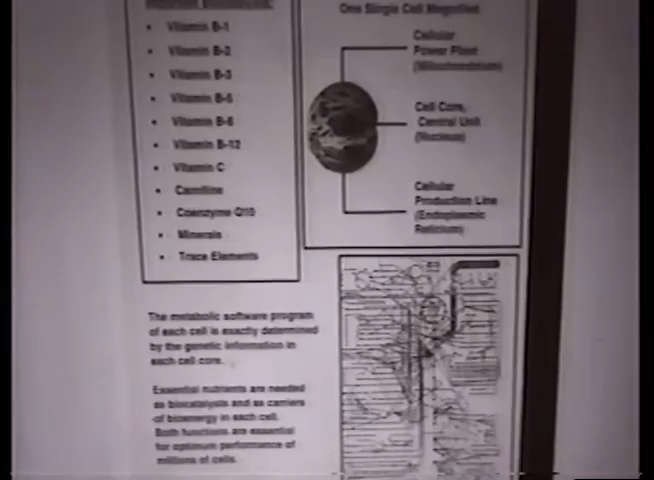 Vitamin B-1
Vitamin B-2
Vitamin B-3
Vitamin B-5
Vitamin B-6
Vitamin B-12
Vitamin C
Carnitine
Coenzyme-Q10
Minerals
Trace Elements
One Single Cell Magnified
Cellular
Power Plant
(Mitochondrium)
Cell Core,
Central Unit
(Nucleus)
Cellular
Production Line
(Endoplasmic
Reticlum)
The metabolic software program
of each cell is exactly determined
by the genetic information in
each cell core.
Essential nutrients are needed
as biocatalysts and as carriers
of bioenergy in each cell.
Both functions are essential
for optimum performance of
millions of cells.